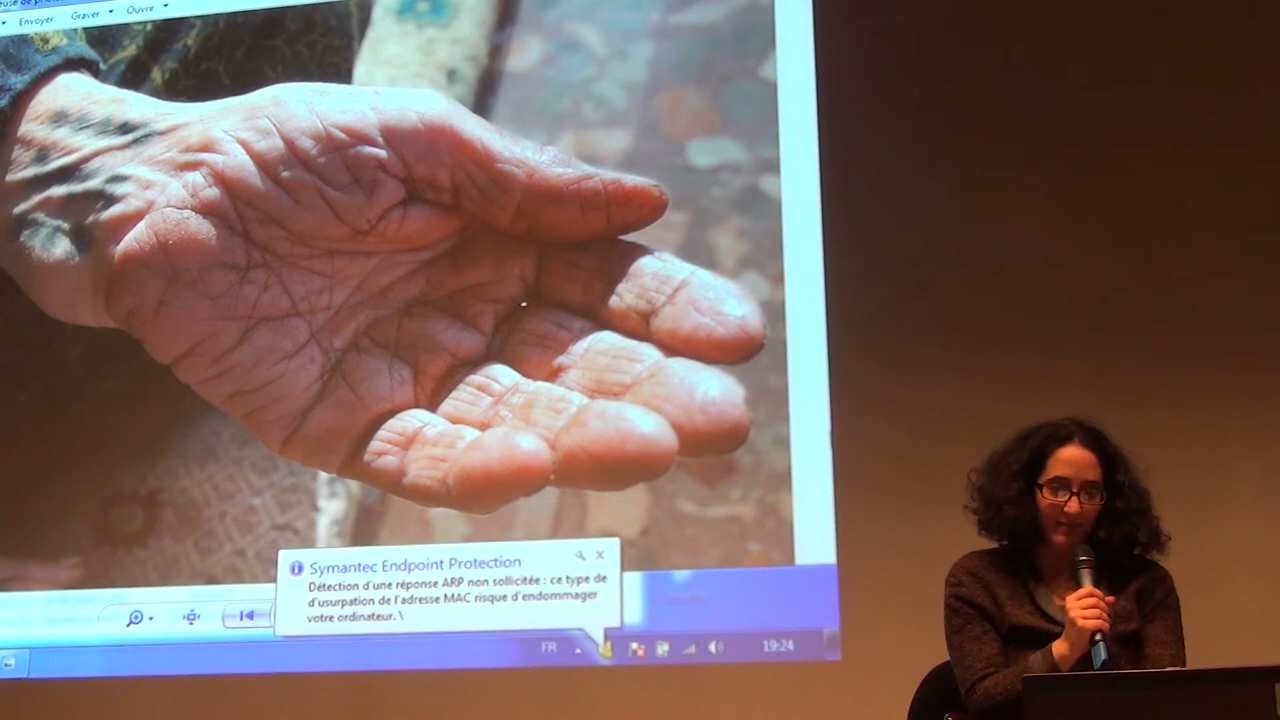 Envoyer Graver Ouvrir
Symantec Endpoint Protection
Détection d'une réponse ARP non sollicitée : ce type de
d'usurpation de l'adresse MAC risque d'endommager
votre ordinateur. \
FR 19:24